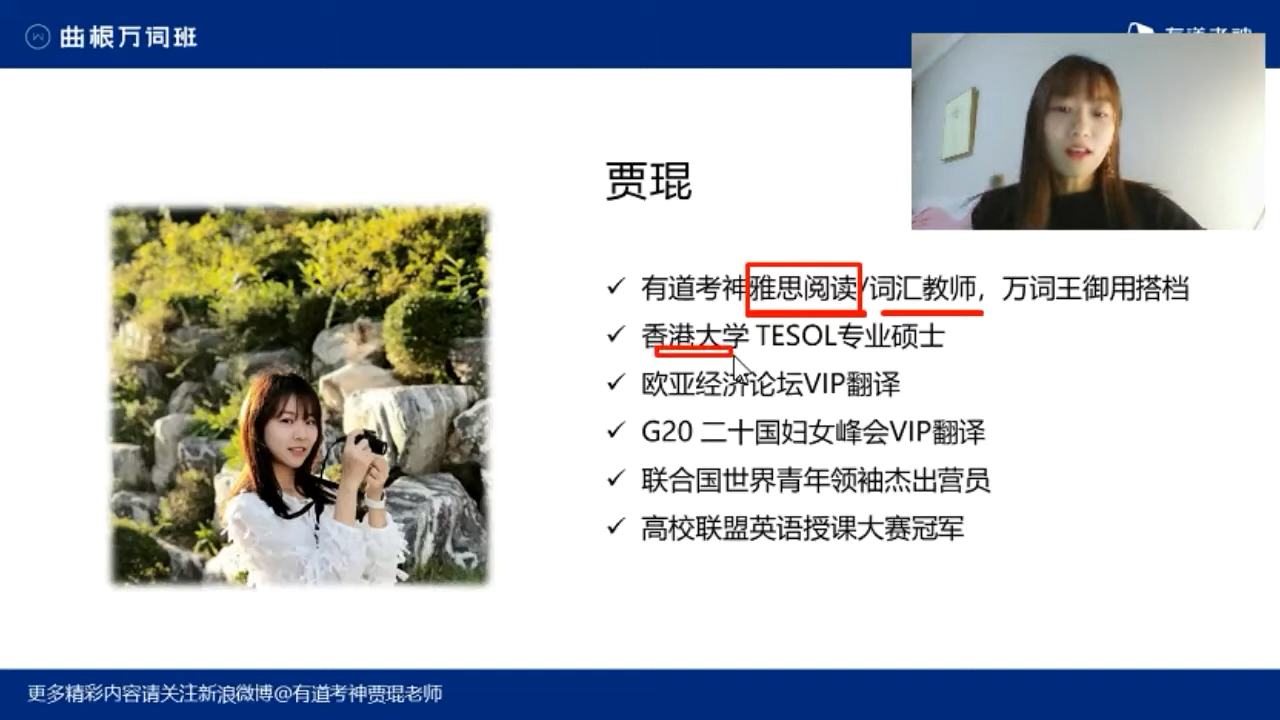 曲根万词班
有道考神
贾琨
✓ 有道考神雅思阅读/词汇教师，万词王御用搭档
✓ 香港大学 TESOL专业硕士
✓ 欧亚经济论坛VIP翻译
✓ G20 二十国妇女峰会VIP翻译
✓ 联合国世界青年领袖杰出营员
✓ 高校联盟英语授课大赛冠军
更多精彩内容请关注新浪微博@有道考神贾琨老师